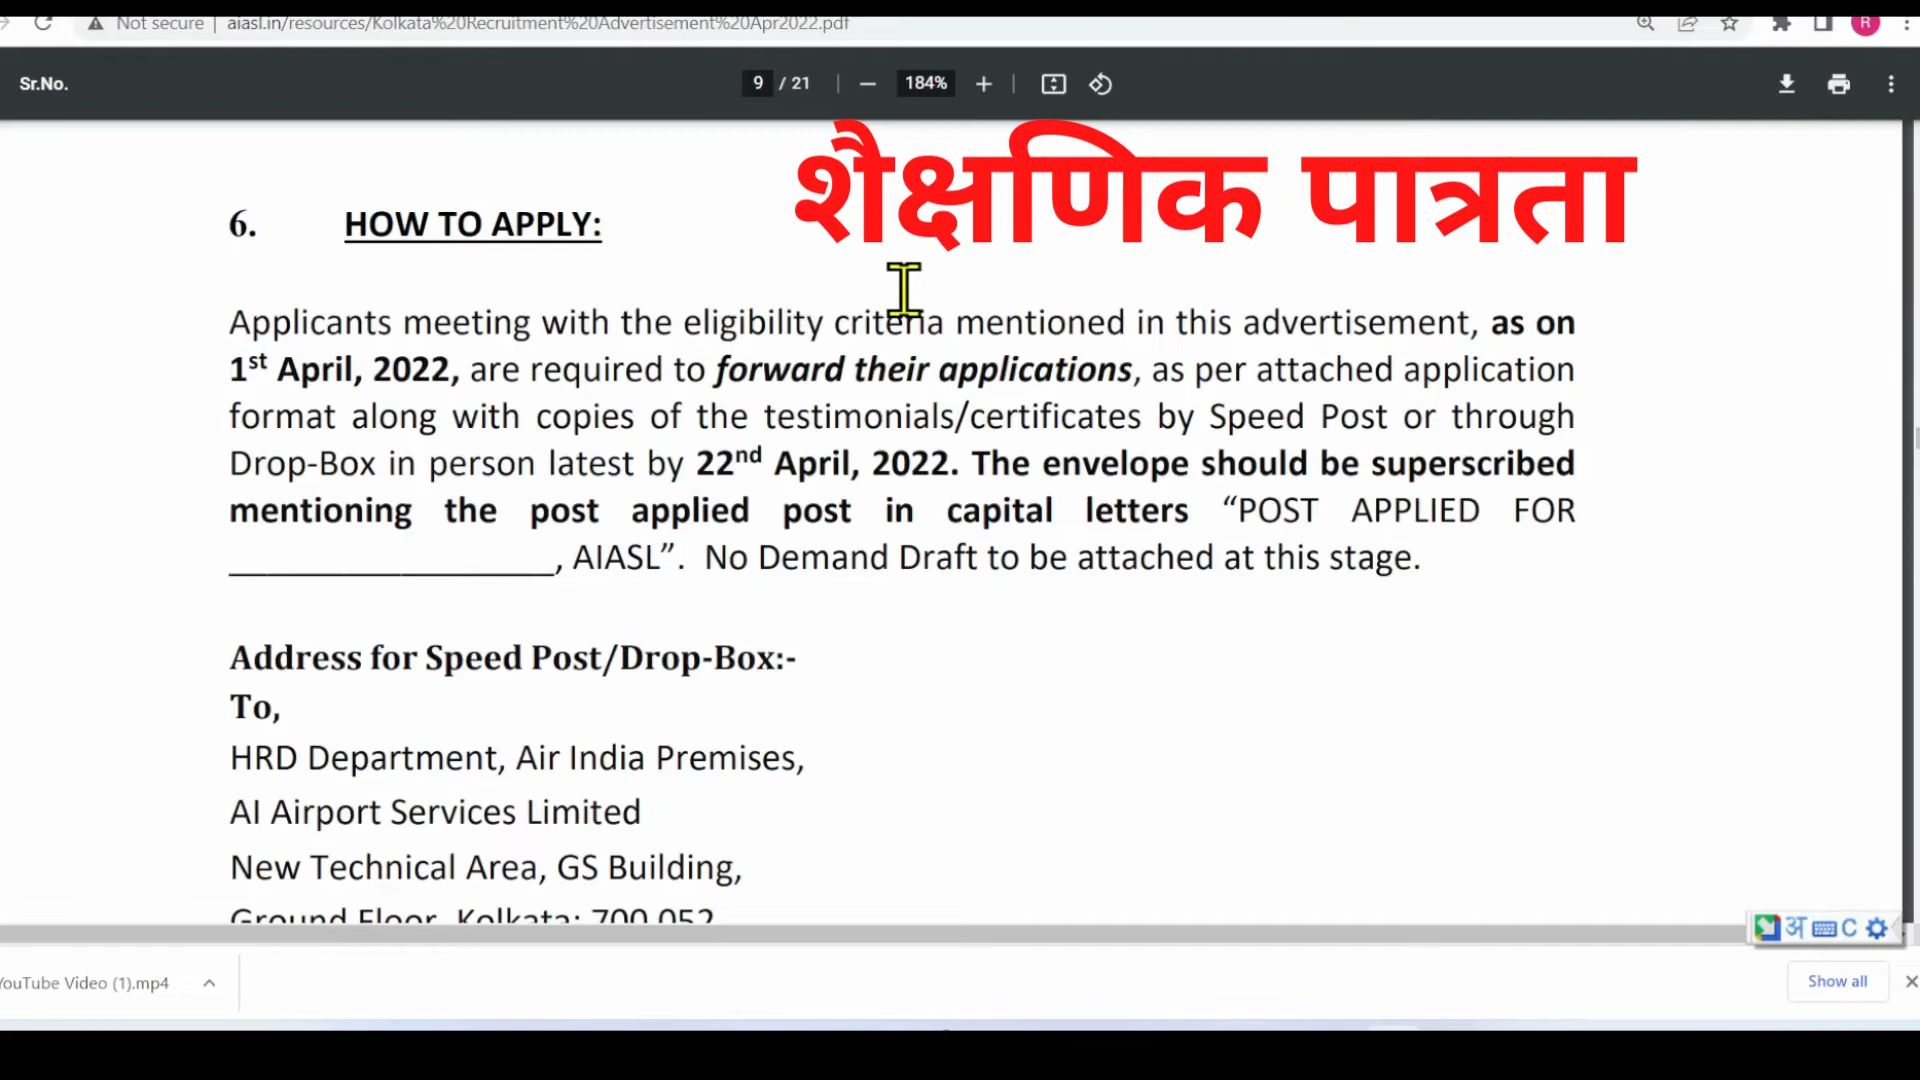 Not secure | aiasl.in/resources/Kolkata%20Recruitment%20Advertisement%20Apr2022.pdf
R
Sr.No.
9 / 21
184%
शैक्षणिक पात्रता
6. HOW TO APPLY:
Applicants meeting with the eligibility criteria mentioned in this advertisement, as on
1st April, 2022, are required to forward their applications, as per attached application
format along with copies of the testimonials/certificates by Speed Post or through
Drop-Box in person latest by 22nd April, 2022. The envelope should be superscribed
mentioning the post applied post in capital letters “POST APPLIED FOR
__________________, AIASL”. No Demand Draft to be attached at this stage.
Address for Speed Post/Drop-Box:-
To,
HRD Department, Air India Premises,
AI Airport Services Limited
New Technical Area, GS Building,
Ground Floor, Kolkata: 700 052
अ C
YouTube Video (1).mp4
Show all